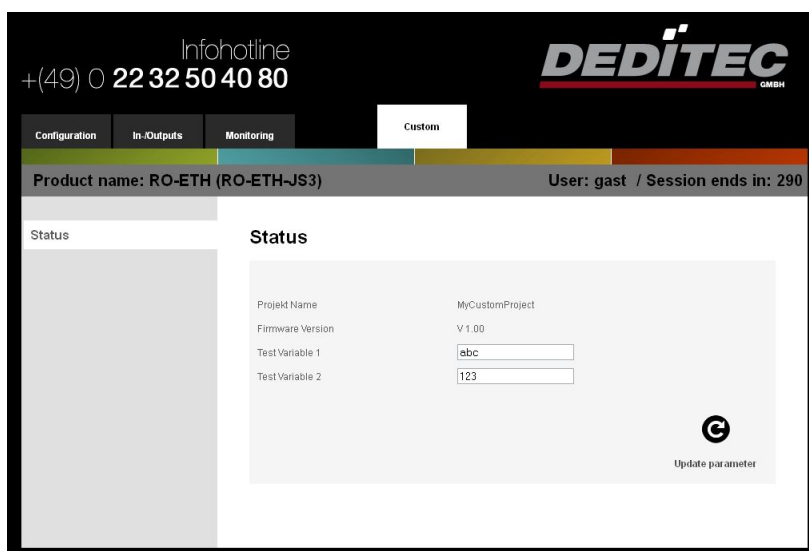 Infohotline
+(49) 0 22 32 50 40 80
DEDITEC
GMBH
Configuration In-/Outputs Monitoring Custom
Product name: RO-ETH (RO-ETH-JS3) User: gast / Session ends in: 290
Status
Status
Projekt Name MyCustomProject
Firmware Version V 1.00
Test Variable 1 abc
Test Variable 2 123
Update parameter